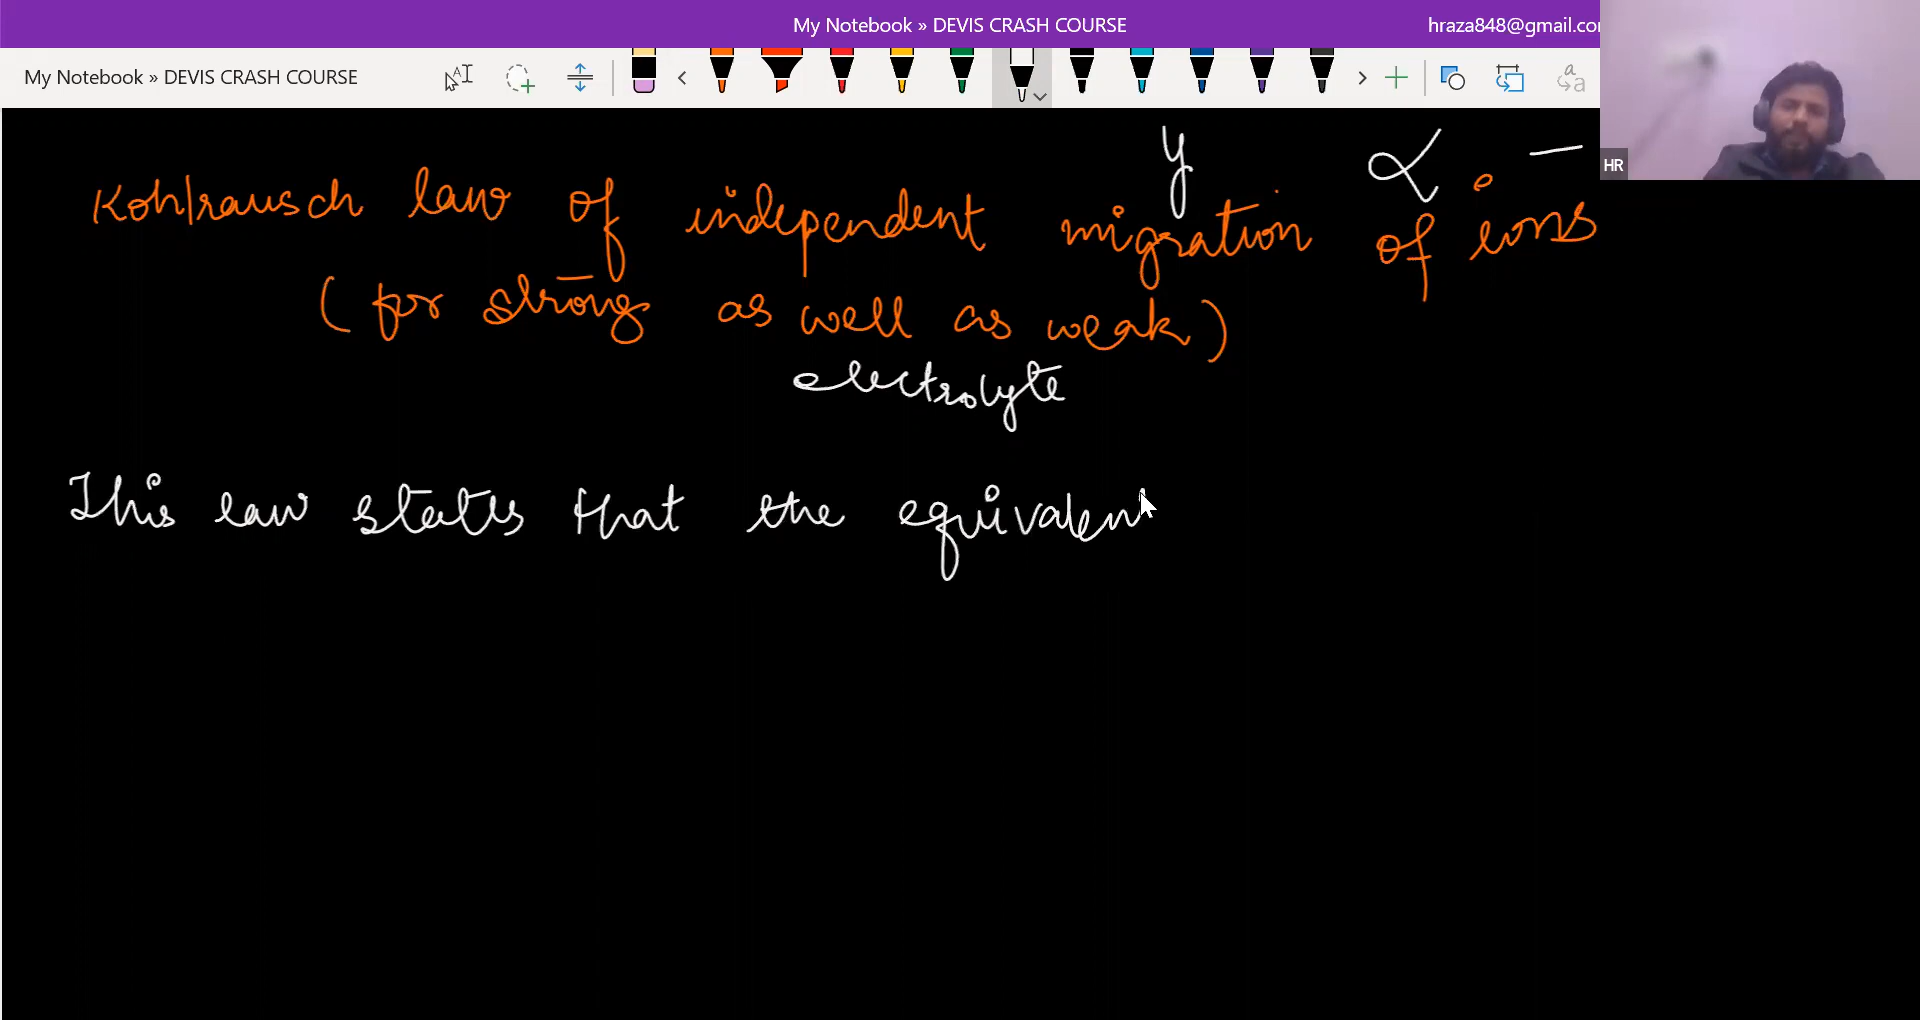 My Notebook » DEVIS CRASH COURSE
hraza848@gmail.co
My Notebook » DEVIS CRASH COURSE
HR
y α −
Kohlrausch law of independent migration of ions
(for strong as well as weak)
electrolyte
This law states that the equivalent